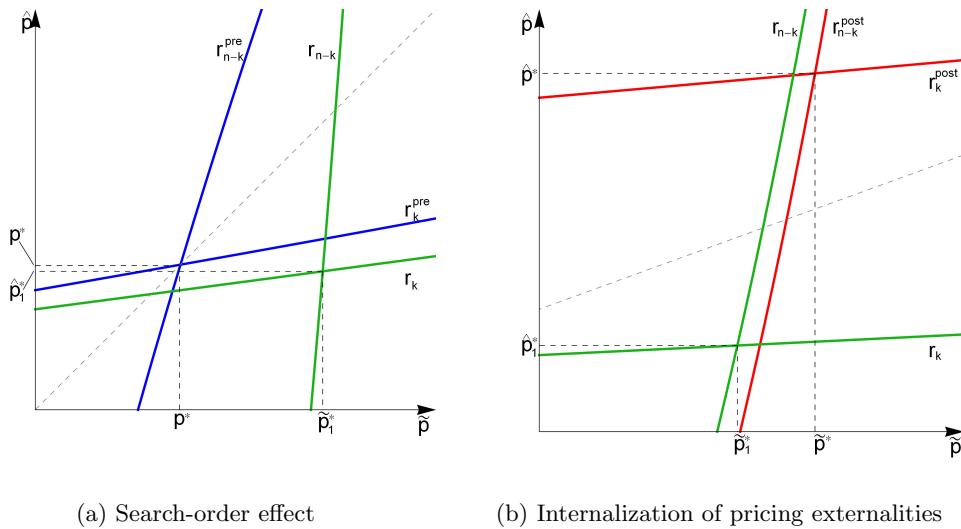 p̂
r_{n-k}^{pre}
r_{n-k}
r_k^{pre}
p*
p̂_1^*
r_k
p*
p̃_1^*
p̃
(a) Search-order effect
p̂
r_{n-k}
r_{n-k}^{post}
p̂*
r_k^{post}
p̂_1^*
r_k
p̃_1^*
p̃*
p̃
(b) Internalization of pricing externalities